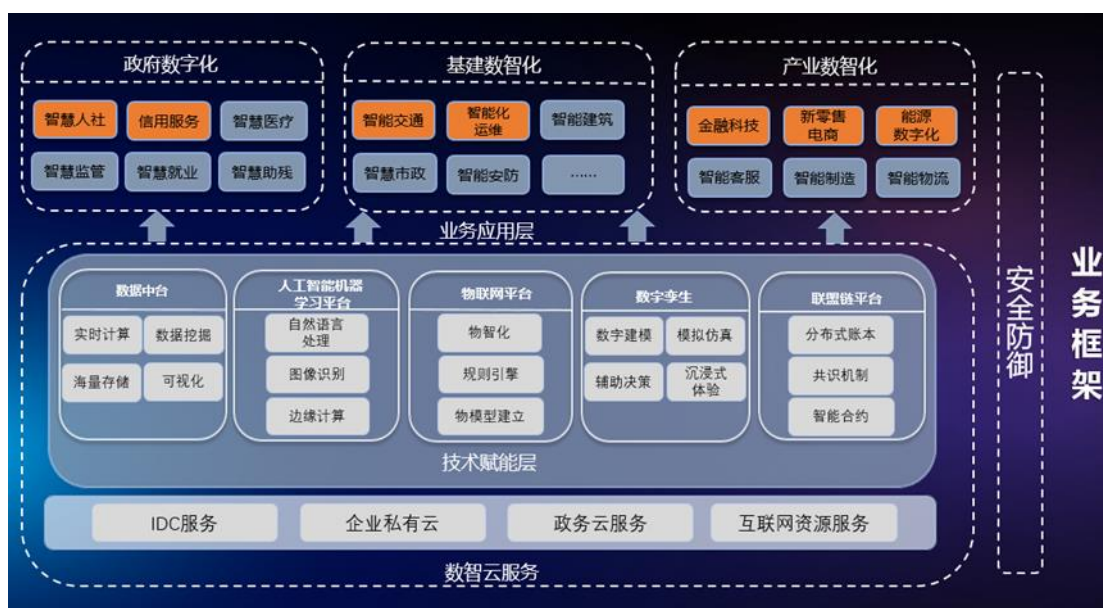 政府数字化
智慧人社
信用服务
智慧医疗
智慧监管
智慧就业
智慧助残
基建数智化
智能交通
智能化
运维
智能建筑
智慧市政
智能安防
……
产业数智化
金融科技
新零售
电商
能源
数字化
智能客服
智能制造
智能物流
业务应用层
数据中台
实时计算
数据挖掘
海量存储
可视化
人工智能机器
学习平台
自然语言
处理
图像识别
边缘计算
物联网平台
物智化
规则引擎
物模型建立
数字孪生
数字建模
模拟仿真
辅助决策
沉浸式
体验
联盟链平台
分布式账本
共识机制
智能合约
技术赋能层
IDC服务
企业私有云
政务云服务
互联网资源服务
数智云服务
安全防御
业务框架